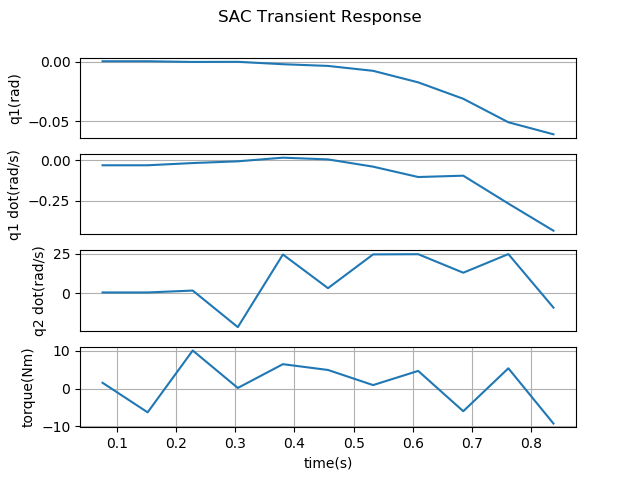 SAC Transient Response
q1(rad)
0.00
−0.05
q1 dot(rad/s)
0.00
−0.25
q2 dot(rad/s)
25
0
torque(Nm)
10
0
−10
0.1 0.2 0.3 0.4 0.5 0.6 0.7 0.8
time(s)